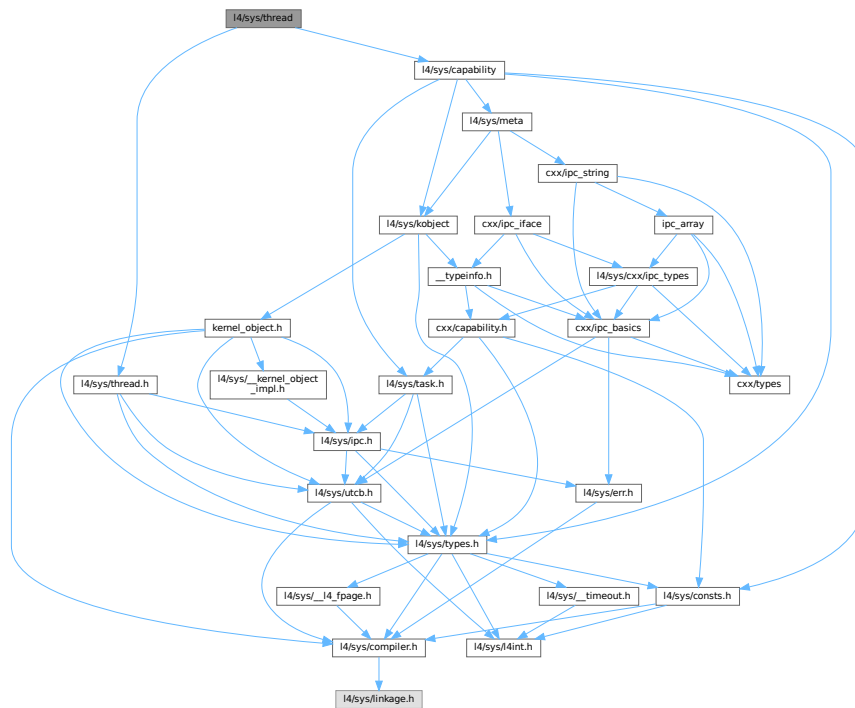 l4/sys/thread
l4/sys/capability
l4/sys/meta
cxx/ipc_string
l4/sys/kobject
cxx/ipc_iface
ipc_array
__typeinfo.h
l4/sys/cxx/ipc_types
kernel_object.h
cxx/capability.h
cxx/ipc_basics
l4/sys/thread.h
l4/sys/__kernel_object
_impl.h
l4/sys/task.h
cxx/types
l4/sys/ipc.h
l4/sys/utcb.h
l4/sys/err.h
l4/sys/types.h
l4/sys/__l4_fpage.h
l4/sys/__timeout.h
l4/sys/consts.h
l4/sys/compiler.h
l4/sys/l4int.h
l4/sys/linkage.h